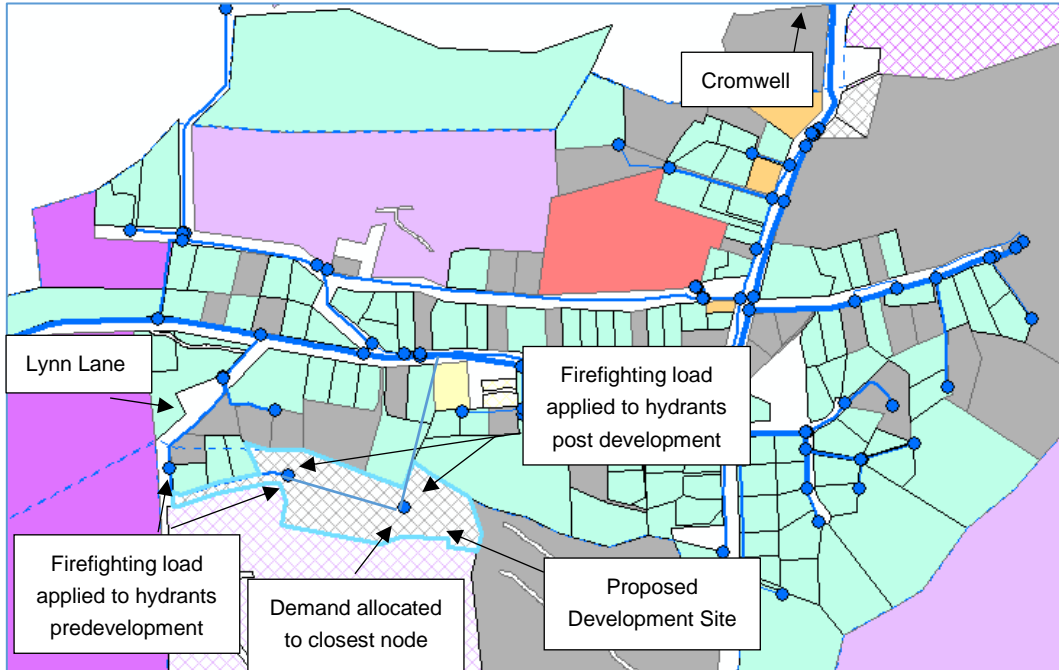 Cromwell
Lynn Lane
Firefighting load
applied to hydrants
post development
Firefighting load
applied to hydrants
predevelopment
Demand allocated
to closest node
Proposed
Development Site